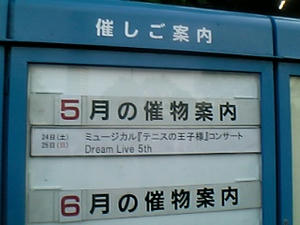 催しご案内
5月の催物案内
24日(土) ミュージカル『テニスの王子様』コンサート
25日(日) Dream Live 5th
6月の催物案内